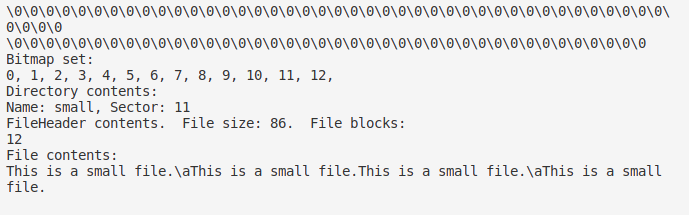 \0\0\0\0\0\0\0\0\0\0\0\0\0\0\0\0\0\0\0\0\0\0\0\0\0\0\0\0\0\0\0\0\0\0\0\0\0\0\0\0\0\
0\0\0\0
\0\0\0\0\0\0\0\0\0\0\0\0\0\0\0\0\0\0\0\0\0\0\0\0\0\0\0\0\0\0\0\0\0\0\0\0\0\0\0\0
Bitmap set:
0, 1, 2, 3, 4, 5, 6, 7, 8, 9, 10, 11, 12,
Directory contents:
Name: small, Sector: 11
FileHeader contents.  File size: 86.  File blocks:
12
File contents:
This is a small file.\aThis is a small file.This is a small file.\aThis is a small
file.